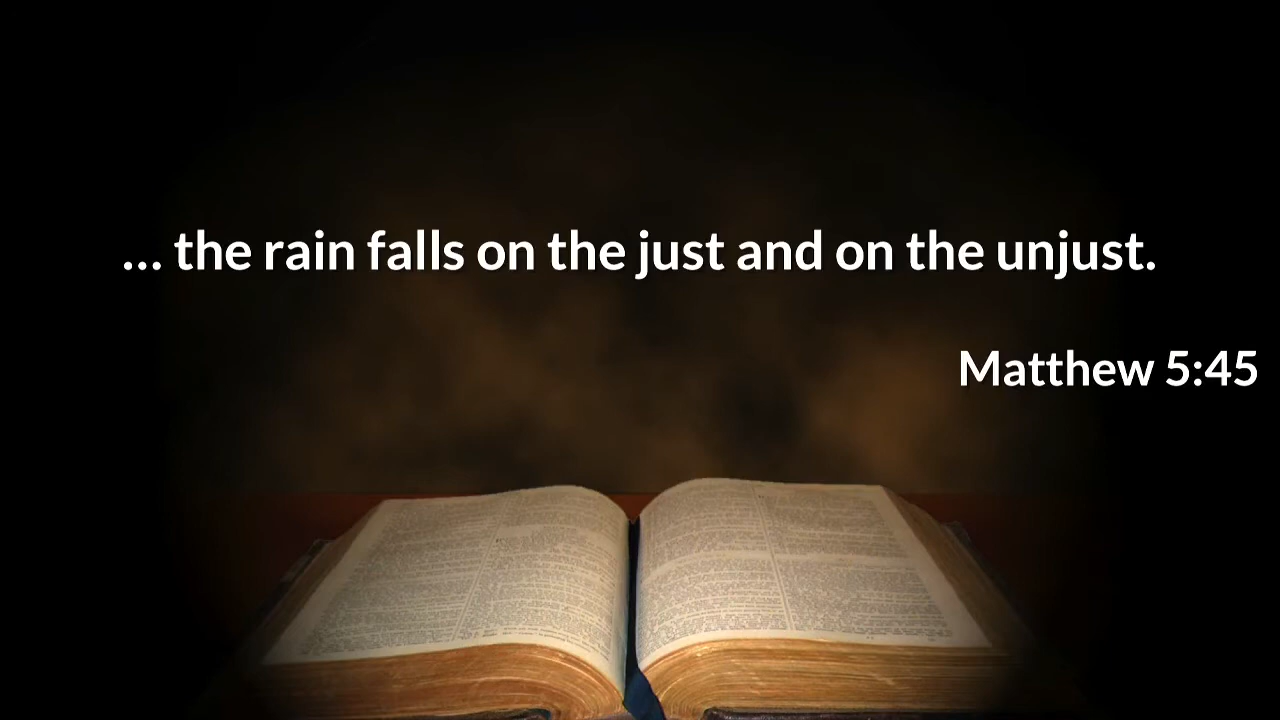 ... the rain falls on the just and on the unjust.
Matthew 5:45